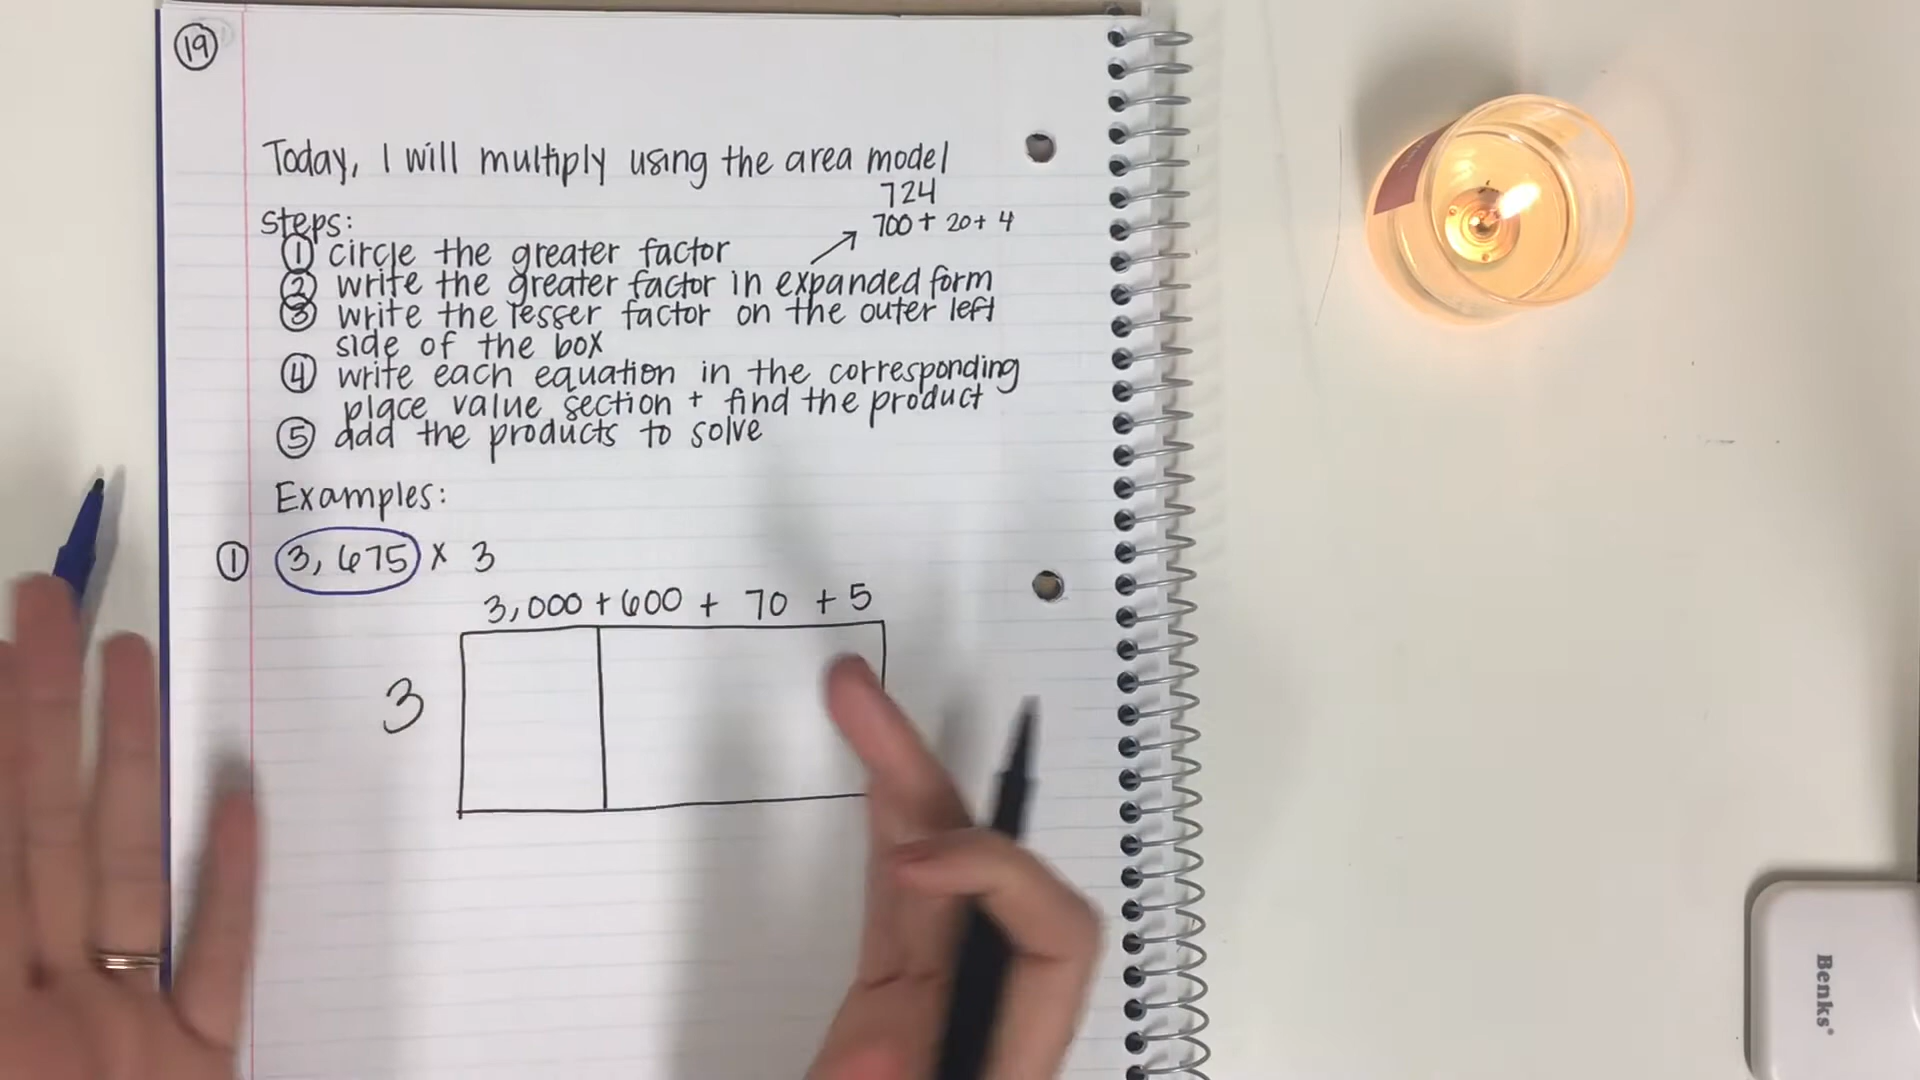 19
Today, I will multiply using the area model
724
700 + 20 + 4
Steps:
① circle the greater factor
② write the greater factor in expanded form
③ write the lesser factor on the outer left
side of the box
④ write each equation in the corresponding
place value section + find the product
⑤ add the products to solve
Examples:
① 3,675 x 3
3,000 + 600 + 70 + 5
3
Benks®